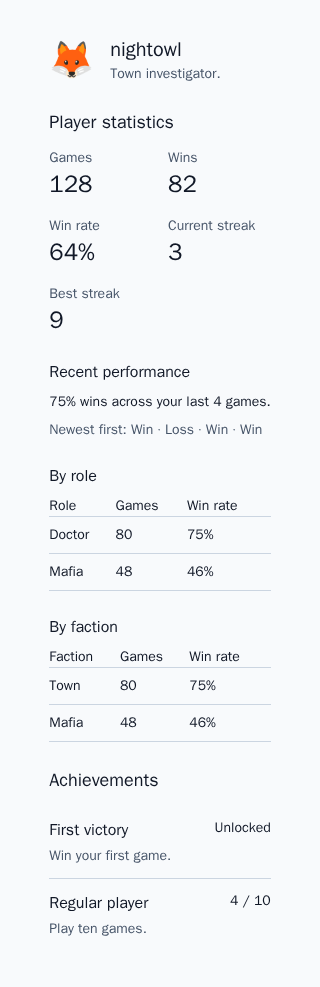 nightowl
Town investigator.
Player statistics
Games Wins
128 82
Win rate Current streak
64% 3
Best streak
9
Recent performance
75% wins across your last 4 games.
Newest first: Win · Loss · Win · Win
By role
Role Games Win rate
Doctor 80 75%
Mafia 48 46%
By faction
Faction Games Win rate
Town 80 75%
Mafia 48 46%
Achievements
First victory Unlocked
Win your first game.
Regular player 4 / 10
Play ten games.